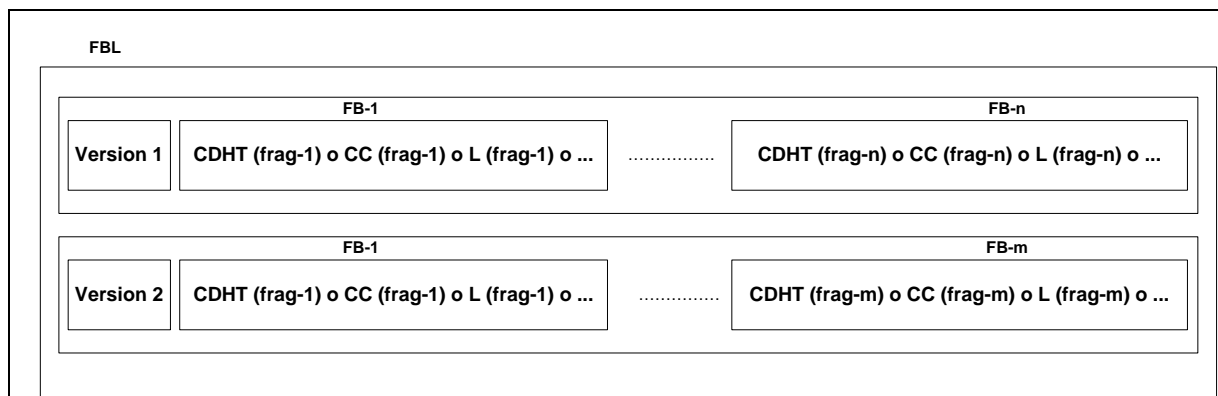 FBL
FB-1 FB-n
Version 1 CDHT (frag-1) o CC (frag-1) o L (frag-1) o ... ................ CDHT (frag-n) o CC (frag-n) o L (frag-n) o ...
FB-1 FB-m
Version 2 CDHT (frag-1) o CC (frag-1) o L (frag-1) o ... ............... CDHT (frag-m) o CC (frag-m) o L (frag-m) o ...